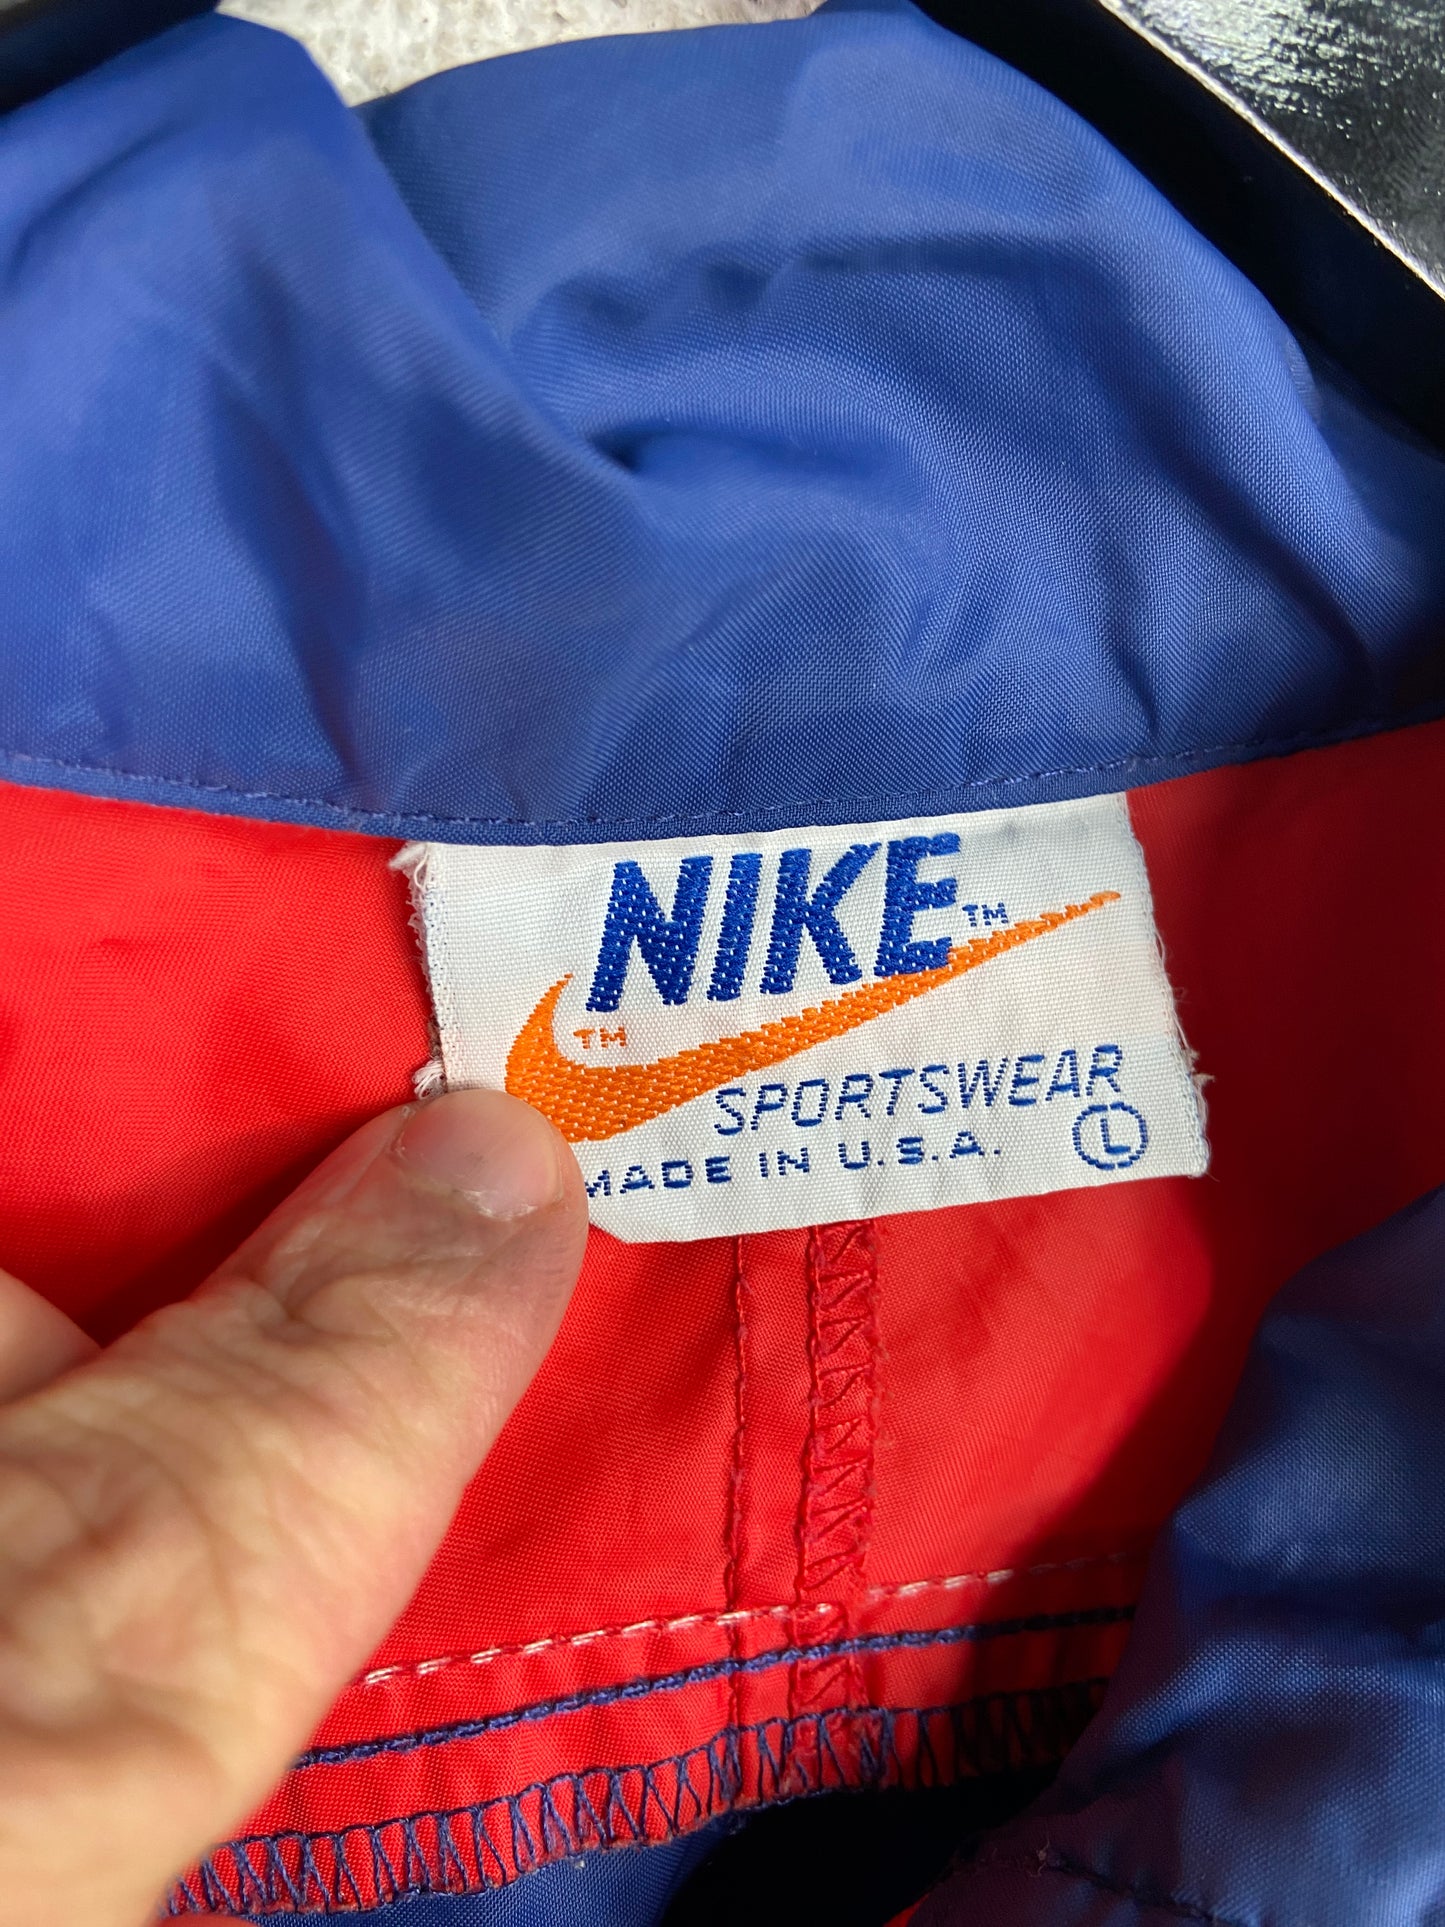 NIKE™
™
SPORTSWEAR
MADE IN U.S.A. Ⓛ